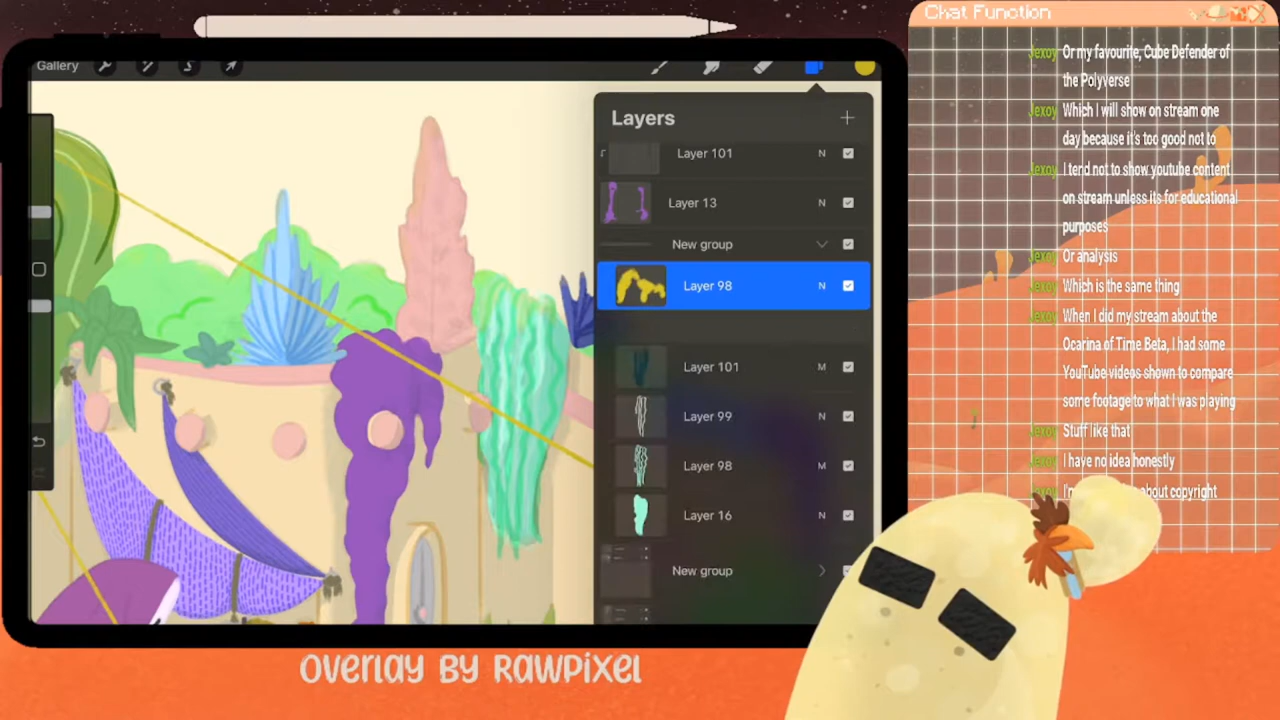 Gallery
Layers
Layer 101
N
Layer 13
N
New group
Layer 98
N
Layer 101
M
Layer 99
N
Layer 98
M
Layer 16
N
New group
Overlay by Rawpixel
Chat Function
Jexoy Or my favourite, Cube Defender of
the Polyverse
Jexoy Which I will show on stream one
day because it's too good not to
Jexoy I tend not to show youtube content
on stream unless its for educational
purposes
Jexoy Or analysis
Jexoy Which is the same thing
Jexoy When I did my stream about the
Ocarina of Time Beta, I had some
YouTube videos shown to compare
some footage to what I was playing
Jexoy Stuff like that
Jexoy I have no idea honestly
Jexoy about copyright